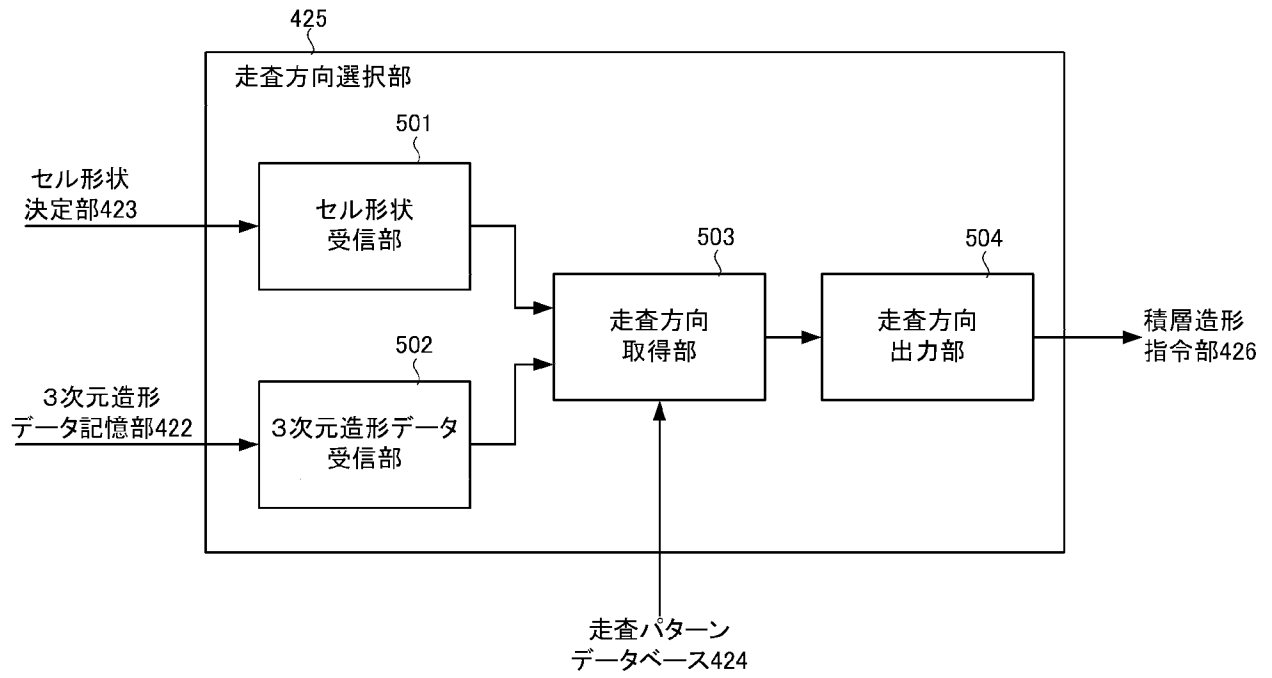 425
走査方向選択部
501
セル形状
決定部423
セル形状
受信部
503
504
走査方向
取得部
走査方向
出力部
積層造形
指令部426
502
３次元造形
データ記憶部422
３次元造形データ
受信部
走査パターン
データベース424